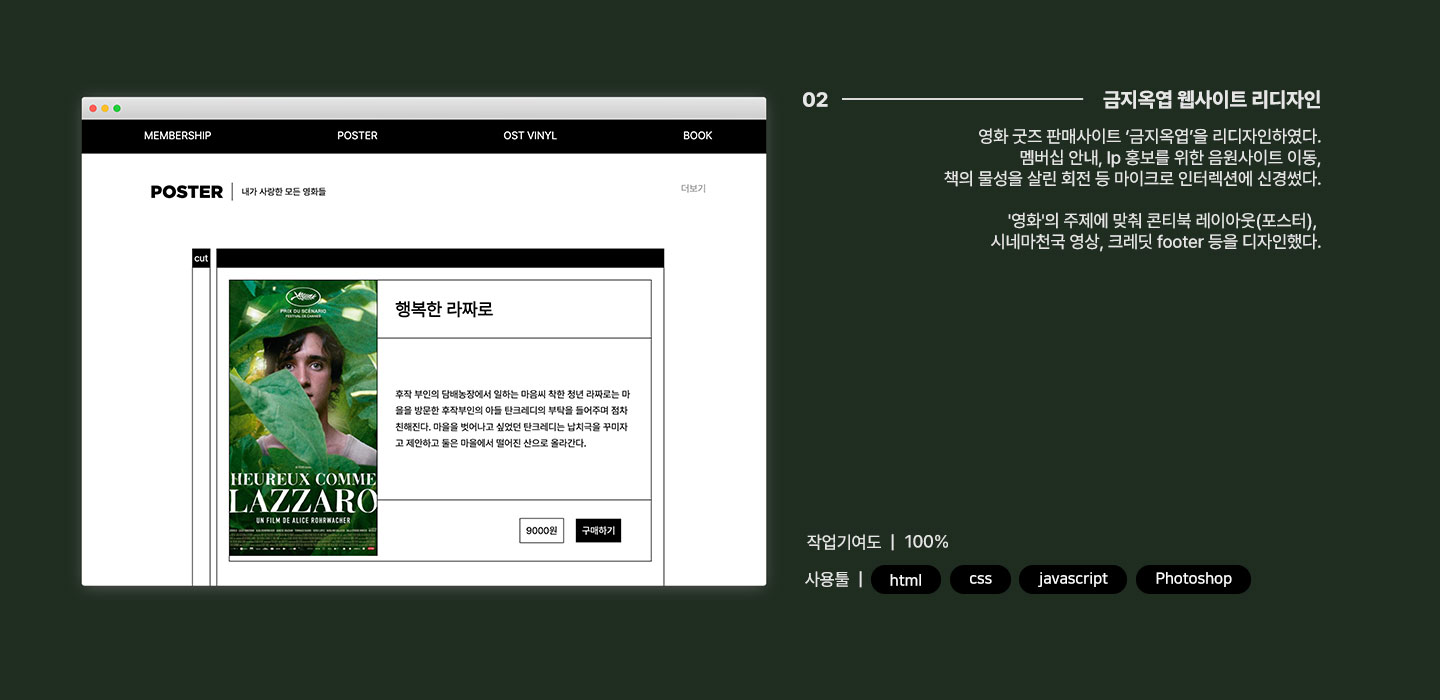 MEMBERSHIP POSTER OST VINYL BOOK
POSTER | 내가 사랑한 모든 영화들
더보기
cut
PRIX DU SCÉNARIO
FESTIVAL DE CANNES
HEUREUX COMME
LAZZARO
UN FILM DE ALICE ROHRWACHER
행복한 라짜로
후작 부인의 담배농장에서 일하는 마음씨 착한 청년 라짜로는 마
을을 방문한 후작부인의 아들 탄크레디의 부탁을 들어주며 점차
친해진다. 마을을 벗어나고 싶었던 탄크레디는 납치극을 꾸미자
고 제안하고 둘은 마을에서 떨어진 산으로 올라간다.
9000원 구매하기
02 금지옥엽 웹사이트 리디자인
영화 굿즈 판매사이트 ‘금지옥엽’을 리디자인하였다.
멤버십 안내, lp 홍보를 위한 음원사이트 이동,
책의 물성을 살린 회전 등 마이크로 인터렉션에 신경썼다.
'영화'의 주제에 맞춰 콘티북 레이아웃(포스터),
시네마천국 영상, 크레딧 footer 등을 디자인했다.
작업기여도 | 100%
사용툴 | html css javascript Photoshop